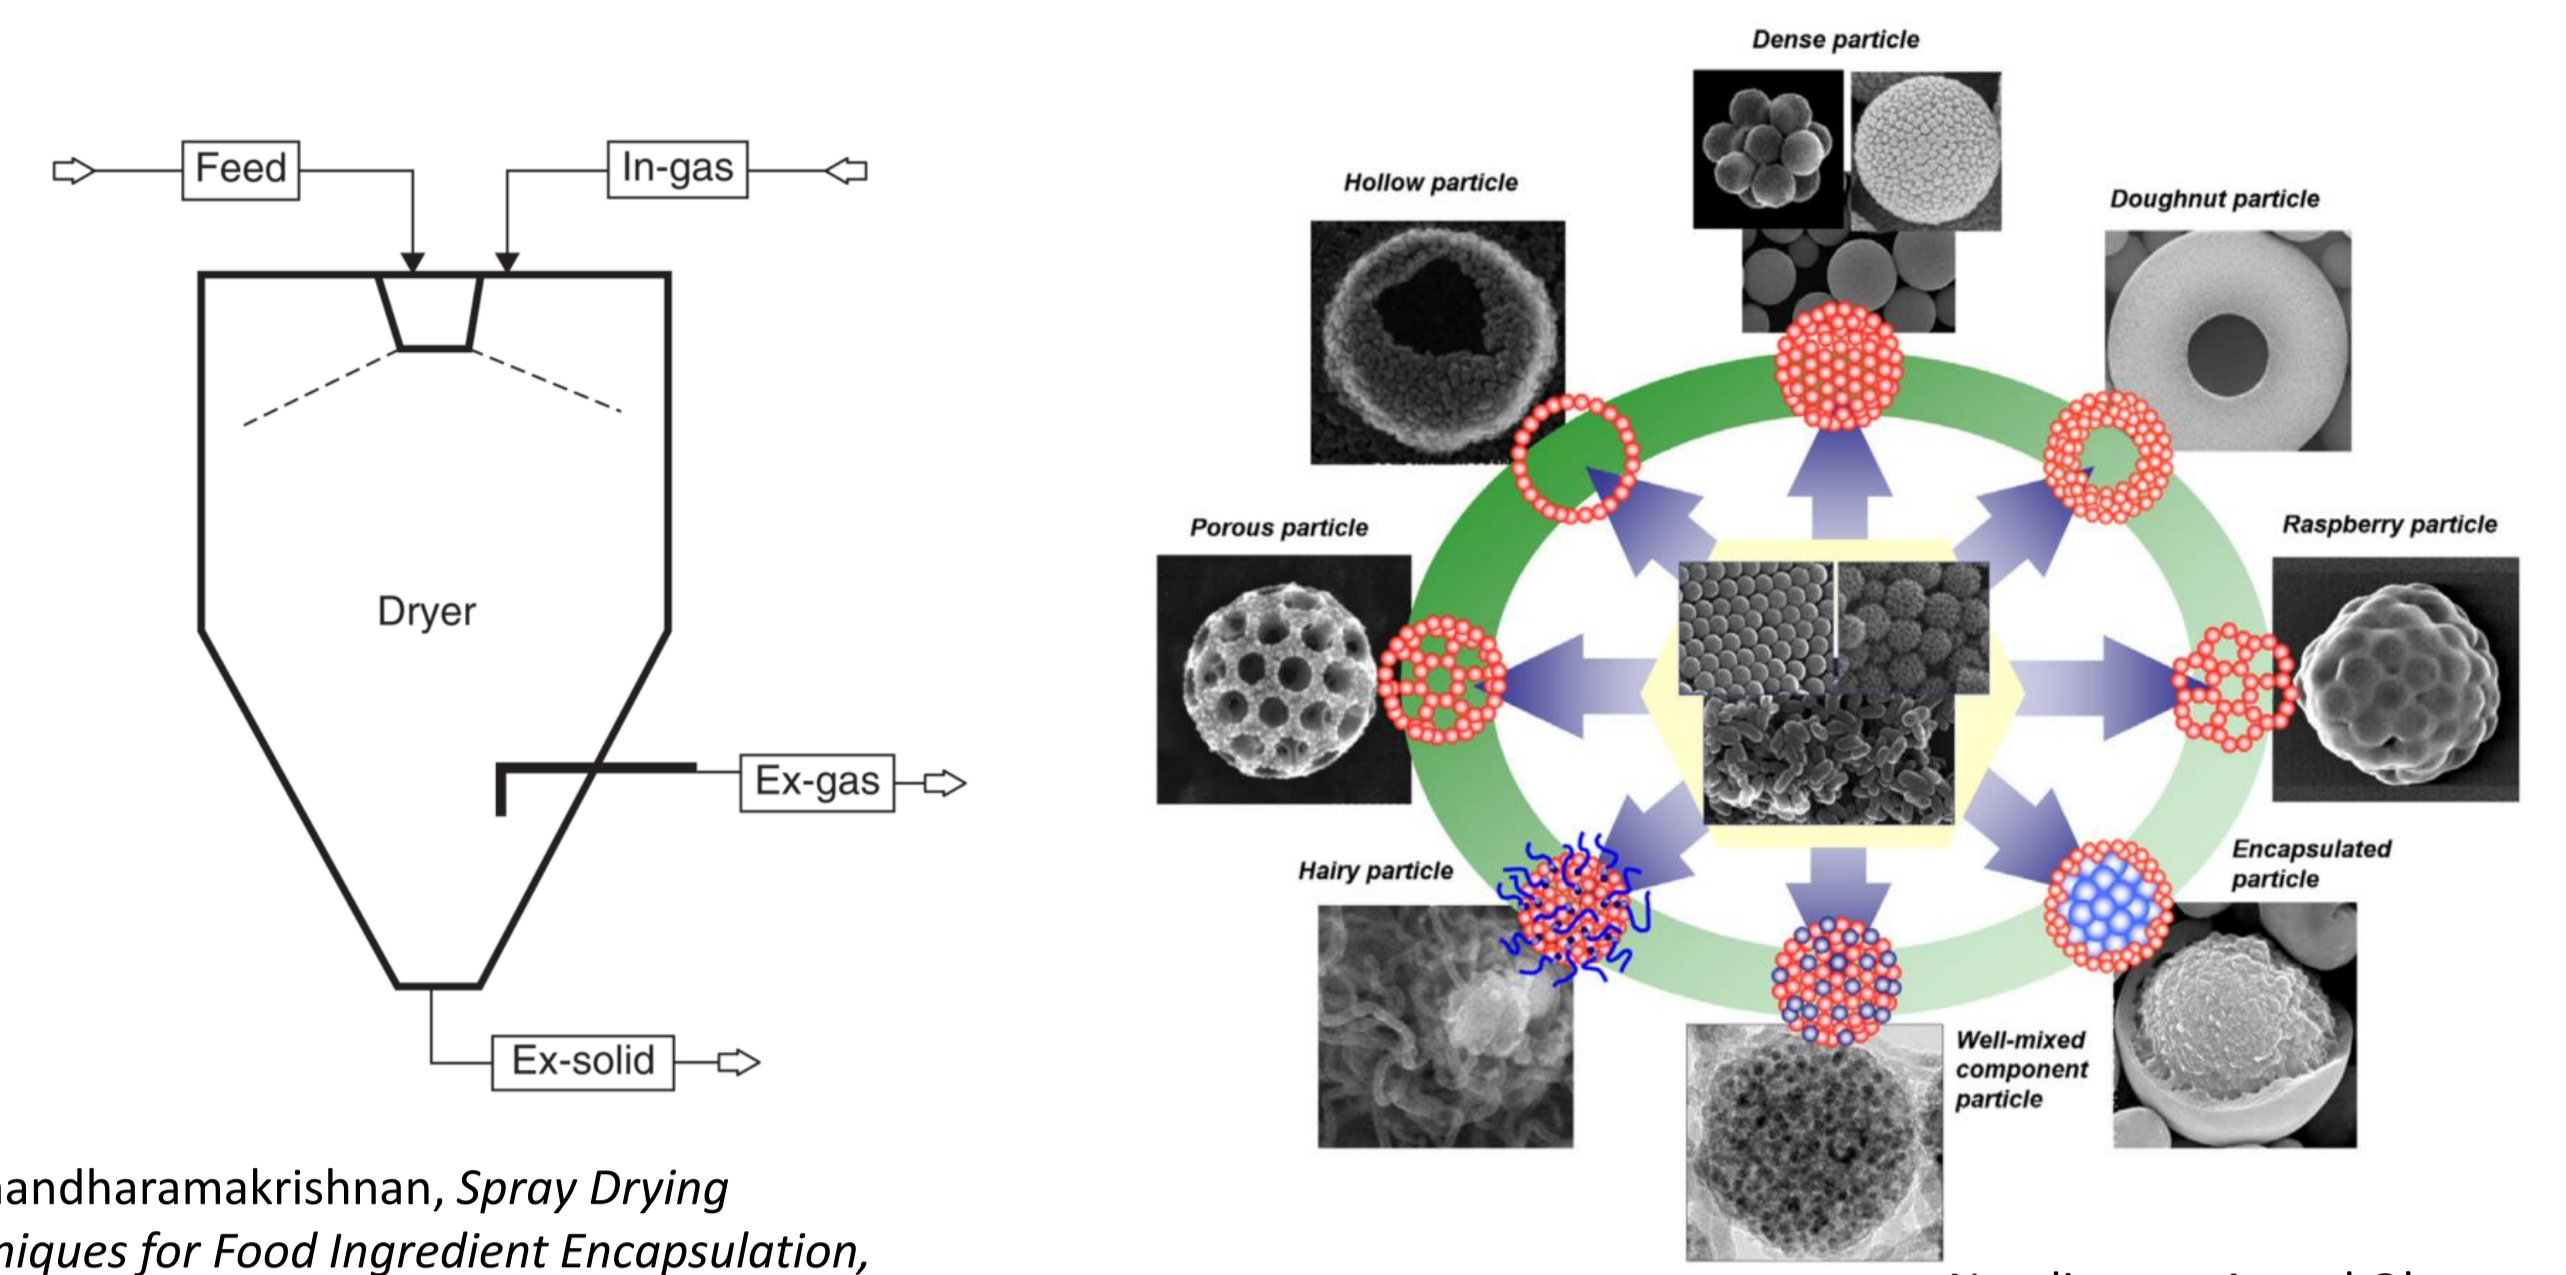 Feed
In-gas
Dryer
Ex-gas
Ex-solid
Dense particle
Hollow particle
Doughnut particle
Porous particle
Raspberry particle
Hairy particle
Encapsulated
particle
Well-mixed
component
particle
andharamakrishnan, Spray Drying
niques for Food Ingredient Encapsulation,